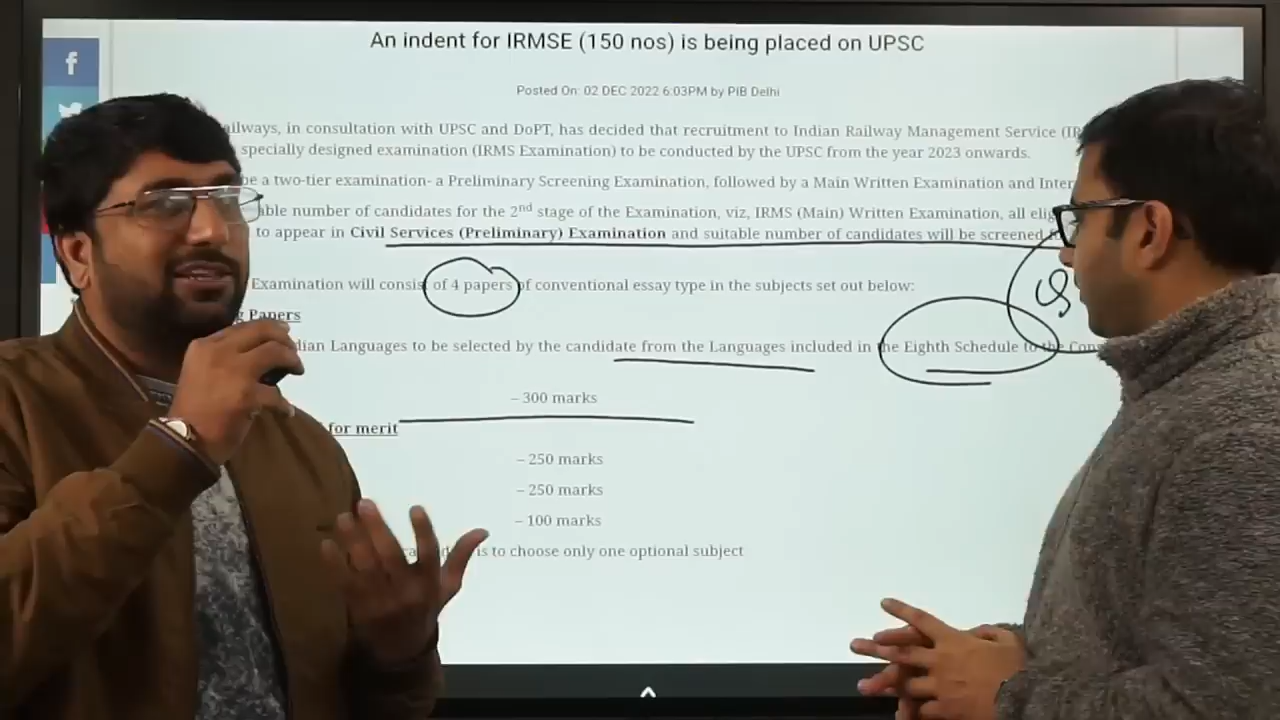 An indent for IRMSE (150 nos) is being placed on UPSC
Posted On: 02 DEC 2022 6:03PM by PIB Delhi
ailways, in consultation with UPSC and DoPT, has decided that recruitment to Indian Railway Management Service
specially designed examination (IRMS Examination) to be conducted by the UPSC from the year 2023 onwards.
be a two-tier examination- a Preliminary Screening Examination, followed by a Main Written Examination and
number of candidates for the 2nd stage of the Examination, viz, IRMS (Main) Written Examination, all
to appear in Civil Services (Preliminary) Examination and suitable number of candidates will be screened
Examination will consist of 4 papers of conventional essay type in the subjects set out below:
Papers
Languages to be selected by the candidate from the Languages included in the Eighth Schedule to the
– 300 marks
for merit
– 250 marks
– 250 marks
– 100 marks
is to choose only one optional subject